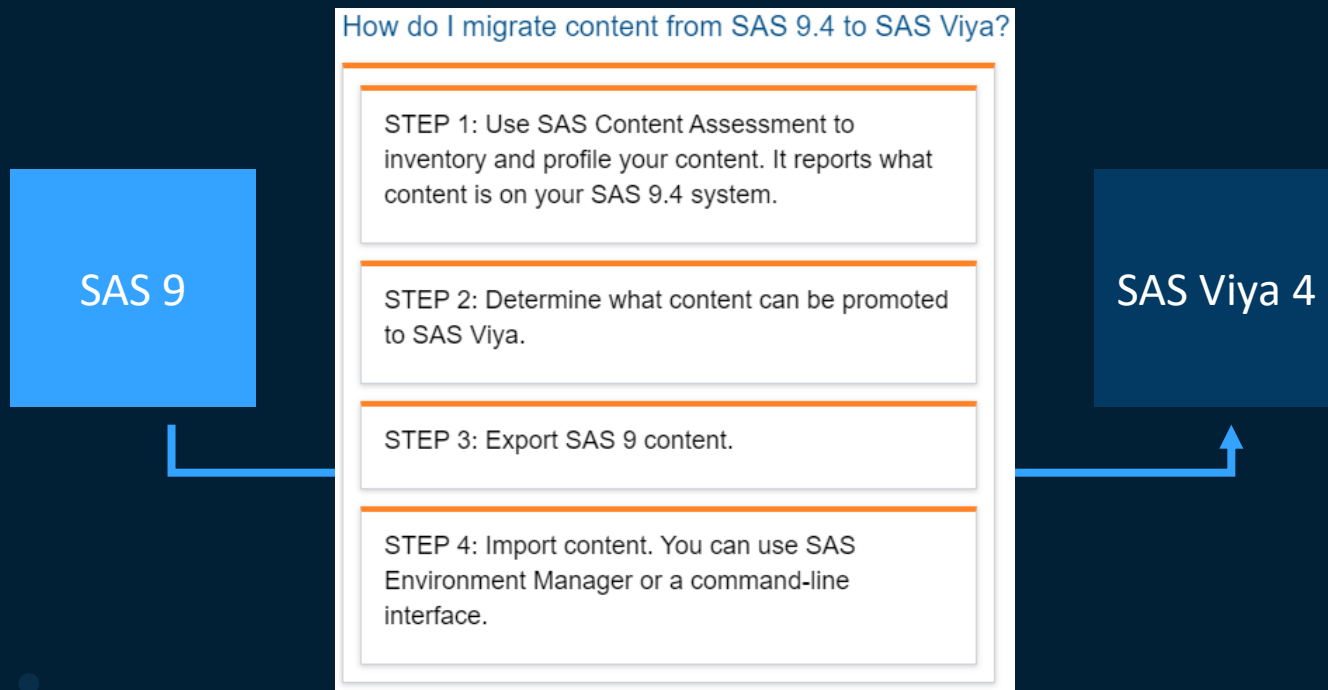 How do I migrate content from SAS 9.4 to SAS Viya?
STEP 1: Use SAS Content Assessment to
inventory and profile your content. It reports what
content is on your SAS 9.4 system.
SAS 9
STEP 2: Determine what content can be promoted
to SAS Viya.
SAS Viya 4
STEP 3: Export SAS 9 content.
STEP 4: Import content. You can use SAS
Environment Manager or a command-line
interface.